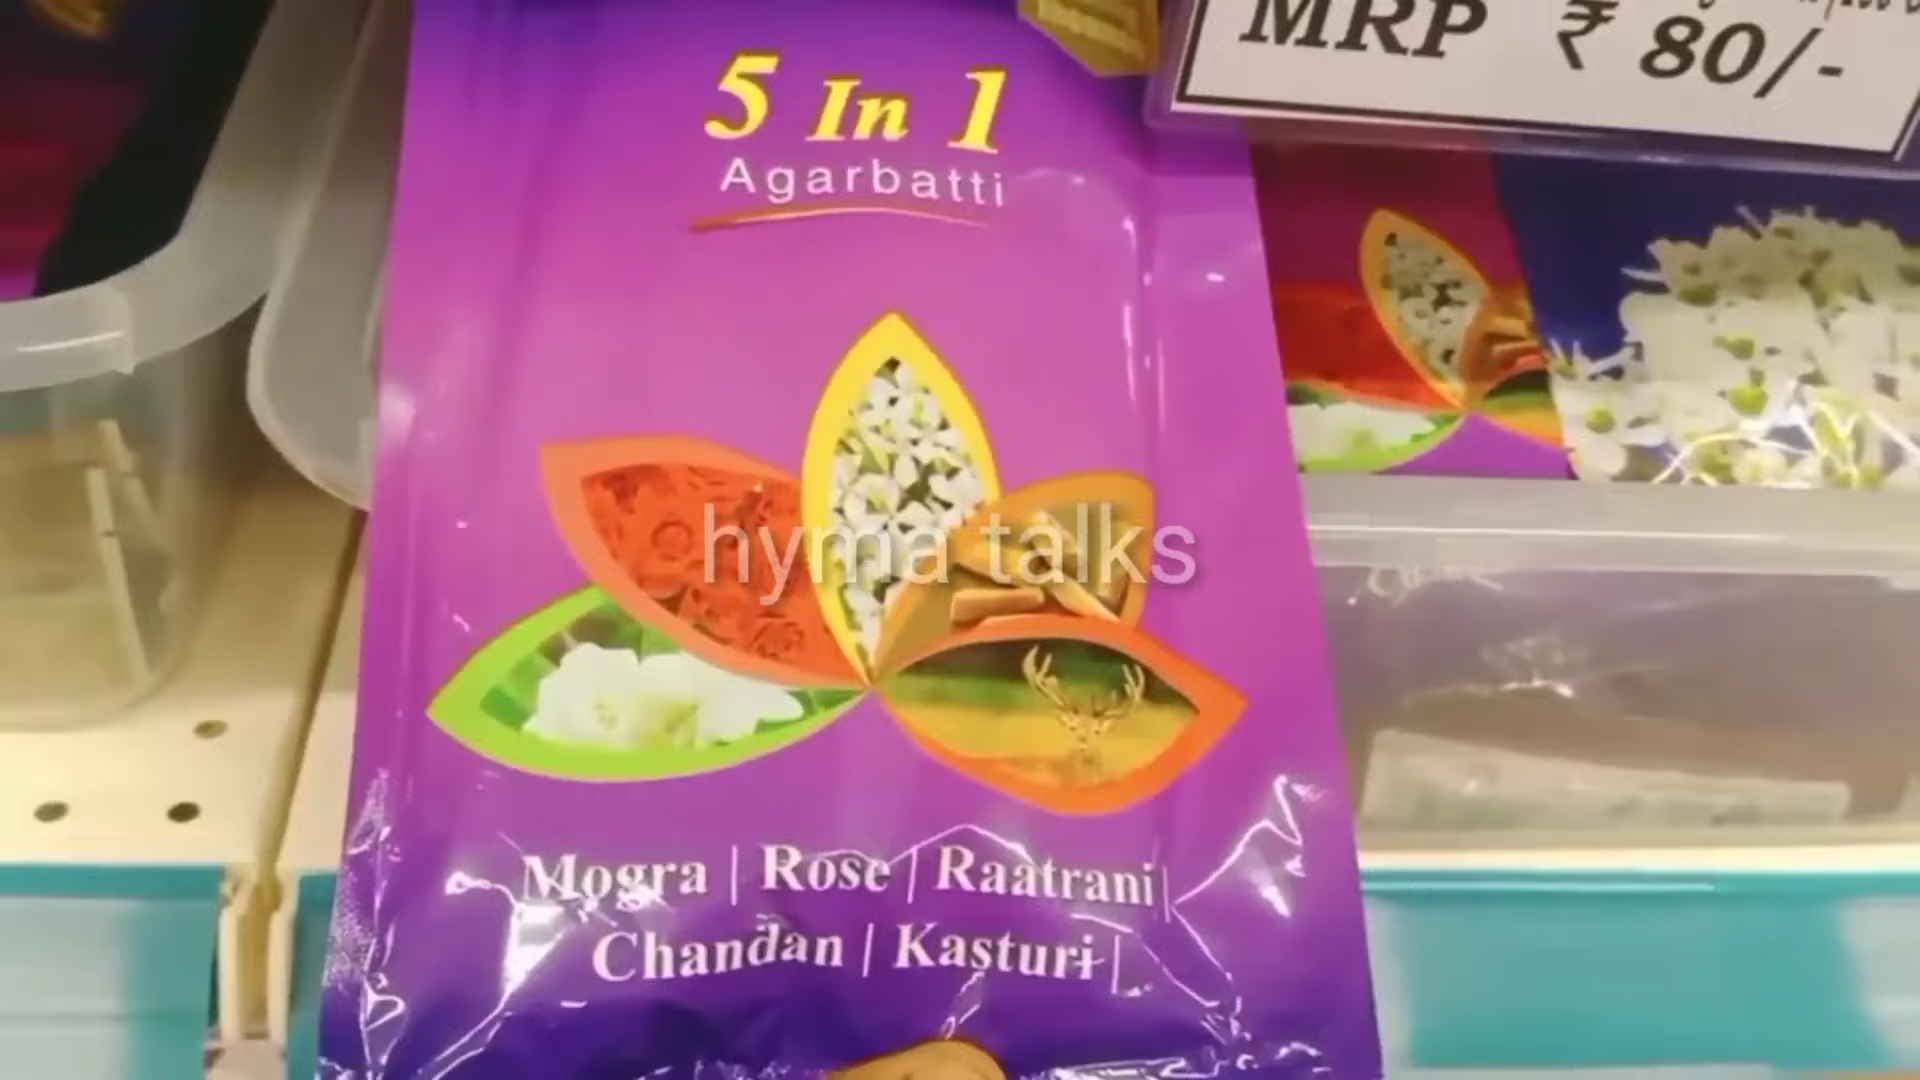 MRP ₹ 80/-
5 In 1
Agarbatti
hyma talks
Mogra | Rose | Raatrani|
Chandan | Kasturi |